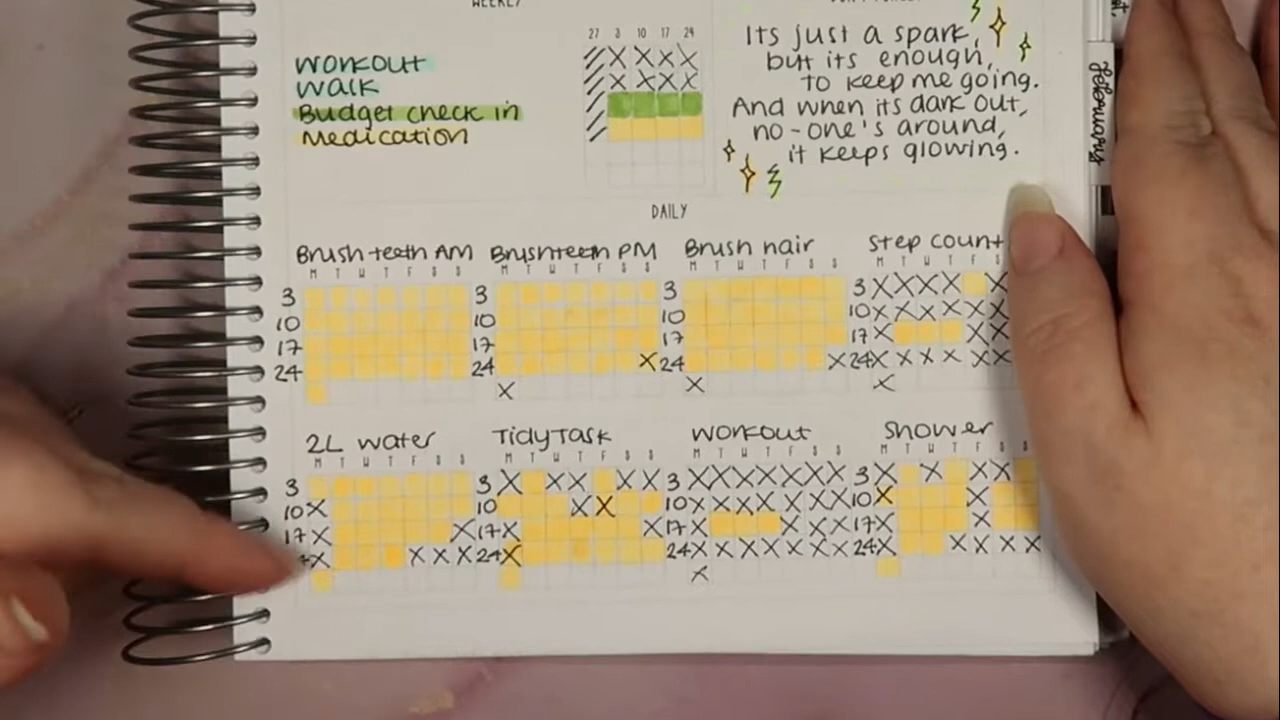 WEEKLY
27 3 10 17 24
Workout
Walk
Budget check in
Medication
Its just a spark,
but its enough,
to keep me going.
And when its dark out,
no-one's around,
it keeps glowing.
February
DAILY
Brush teeth AM Brush teeth PM Brush hair Step count
M T W T F S S M T W T F S S M T W T F S S M T W T F S
3 3 3 3
10 10 10 10
17 17 17 17
24 24 24 24
2L water Tidy Task Workout Shower
M T W T F S S M T W T F S S M T W T F S S M T W T F S S
3 3 3 3
10 10 10 10
17 17 17 17
24 24 24